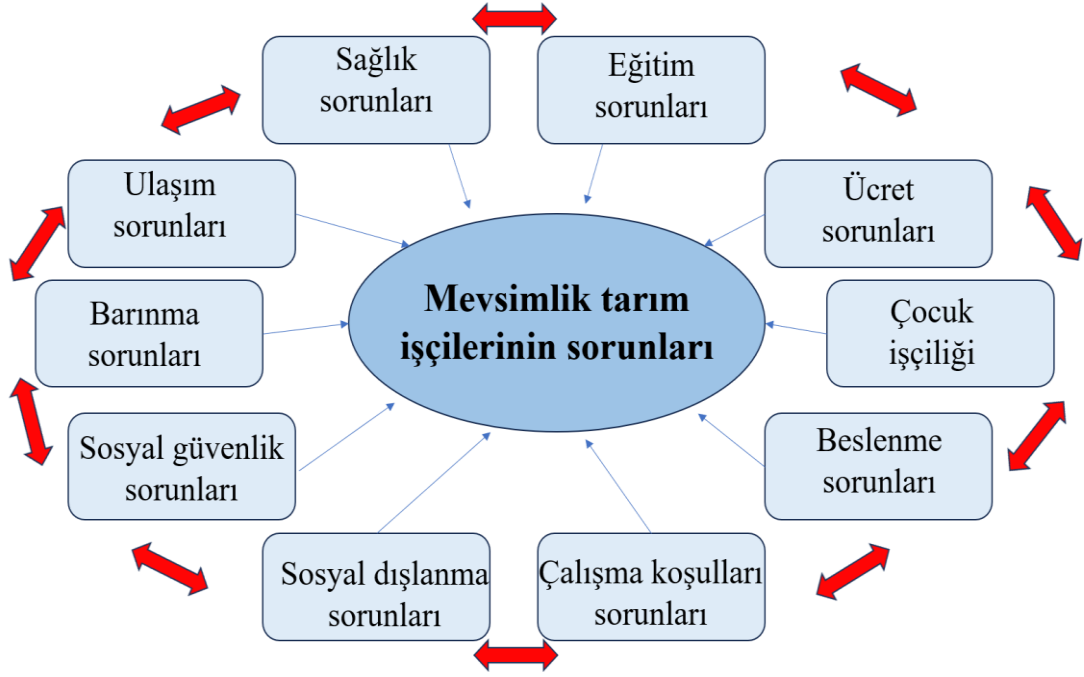 Sağlık
sorunları
Eğitim
sorunları
Ulaşım
sorunları
Ücret
sorunları
Mevsimlik tarım
işçilerinin sorunları
Barınma
sorunları
Çocuk
işçiliği
Sosyal güvenlik
sorunları
Beslenme
sorunları
Sosyal dışlanma
sorunları
Çalışma koşulları
sorunları